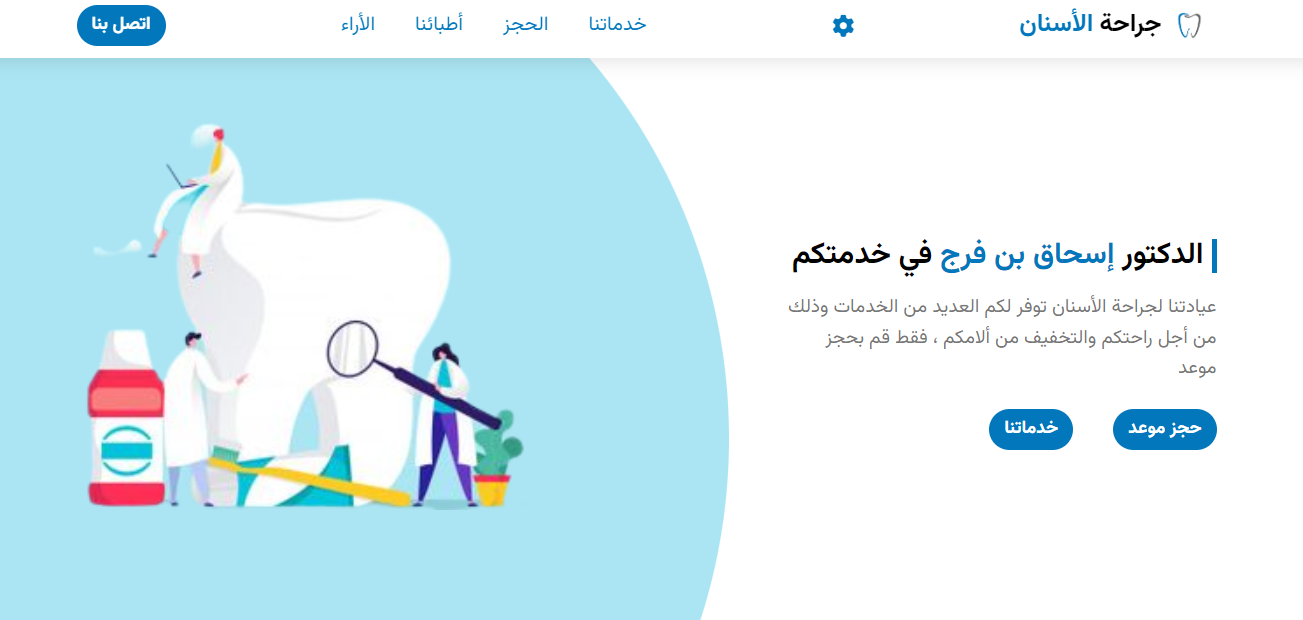 جراحة الأسنان
خدماتنا
الحجز
أطبائنا
الأراء
اتصل بنا
الدكتور إسحاق بن فرج في خدمتكم
عيادتنا لجراحة الأسنان توفر لكم العديد من الخدمات وذلك
من أجل راحتكم والتخفيف من ألامكم ، فقط قم بحجز
موعد
حجز موعد
خدماتنا